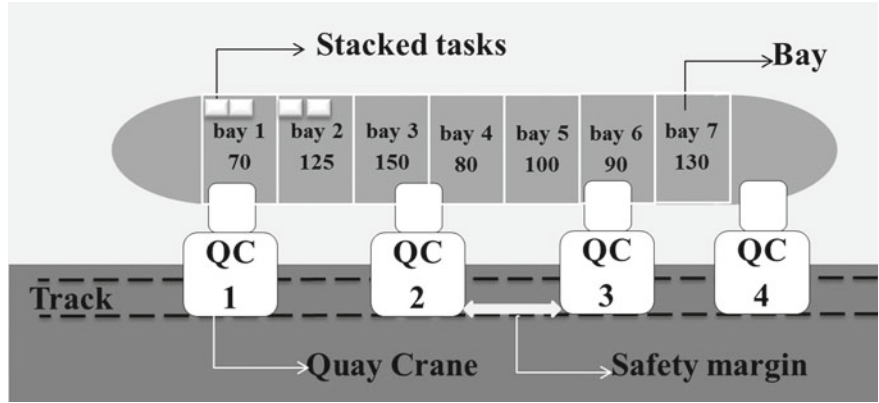 Stacked tasks
Bay
bay 1 bay 2 bay 3 bay 4 bay 5 bay 6 bay 7
70 125 150 80 100 90 130
QC QC QC QC
Track 1 2 3 4
Quay Crane Safety margin